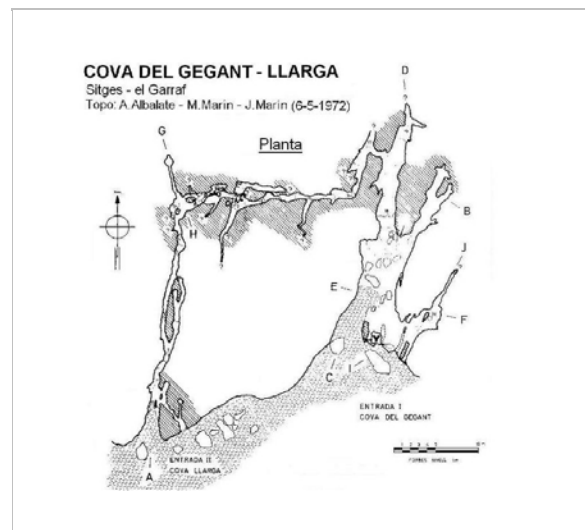 COVA DEL GEGANT - LLARGA
Sitges - el Garraf
Topo: A.Albalate - M.Marin - J.Marin (6-5-1972)
Planta
D
G
B
H
J
E
F
C
I
ENTRADA I
COVA DEL GEGANT
ENTRADA II
COVA LLARGA
A